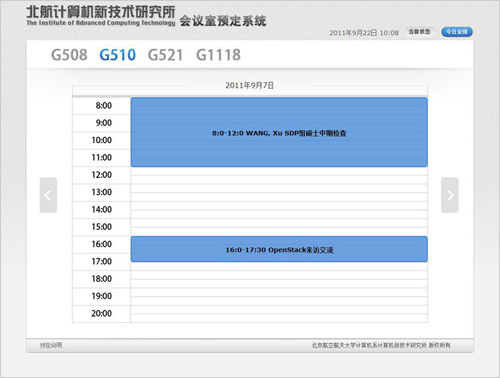 北航计算机新技术研究所 会议室预定系统
The Institute of Advanced Computing Technology
2011年9月22日 10:08 当前状态 今日安排
G508 G510 G521 G1118
2011年9月7日
8:00
9:00
8:0-12:0 WANG, Xu SDP组硕士中期检查
10:00
11:00
12:00
13:00
14:00
15:00
16:00
16:0-17:30 OpenStack来访交流
17:00
18:00
19:00
20:00
预定说明 北京航空航天大学计算机系计算机新技术研究所 版权所有